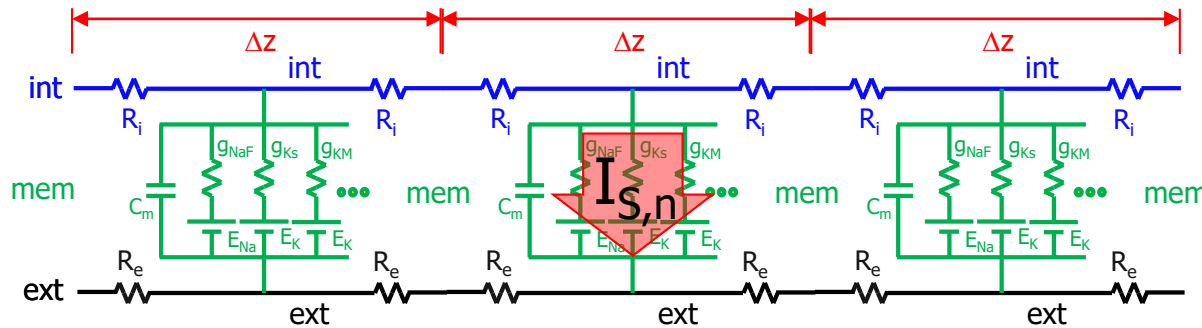 Δz Δz Δz
int int int
int
R_i R_i R_i R_i R_i R_i
g_NaF g_Ks g_KM g_NaF g_Ks g_KM g_NaF g_Ks g_KM
mem mem mem mem
I_S,n
C_m C_m C_m
E_Na E_K E_K E_Na E_K E_K E_Na E_K E_K
R_e R_e R_e R_e R_e R_e
ext
ext ext ext